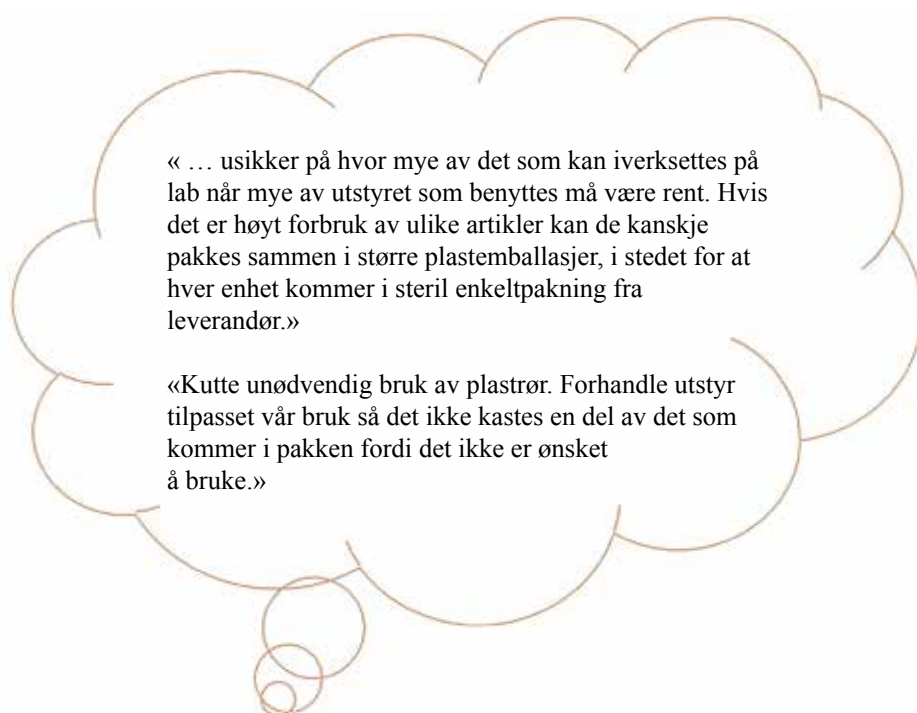 « … usikker på hvor mye av det som kan iverksettes på
lab når mye av utstyret som benyttes må være rent. Hvis
det er høyt forbruk av ulike artikler kan de kanskje
pakkes sammen i større plastemballasjer, i stedet for at
hver enhet kommer i steril enkeltpakning fra
leverandør.»
«Kutte unødvendig bruk av plastrør. Forhandle utstyr
tilpasset vår bruk så det ikke kastes en del av det som
kommer i pakken fordi det ikke er ønsket
å bruke.»